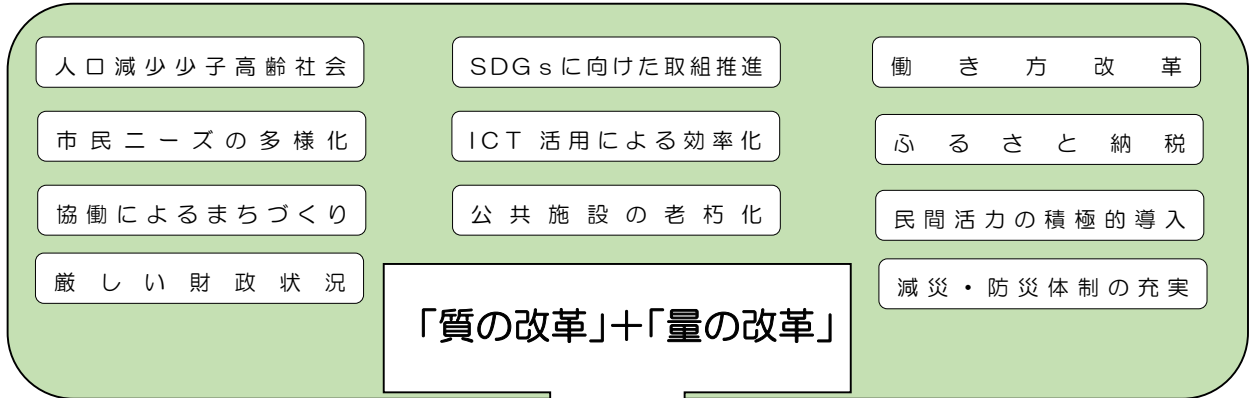 人口減少少子高齢社会
SDGsに向けた取組推進
働き方改革
市民ニーズの多様化
ICT 活用による効率化
ふるさと納税
協働によるまちづくり
公共施設の老朽化
民間活力の積極的導入
厳しい財政状況
減災・防災体制の充実
「質の改革」＋「量の改革」